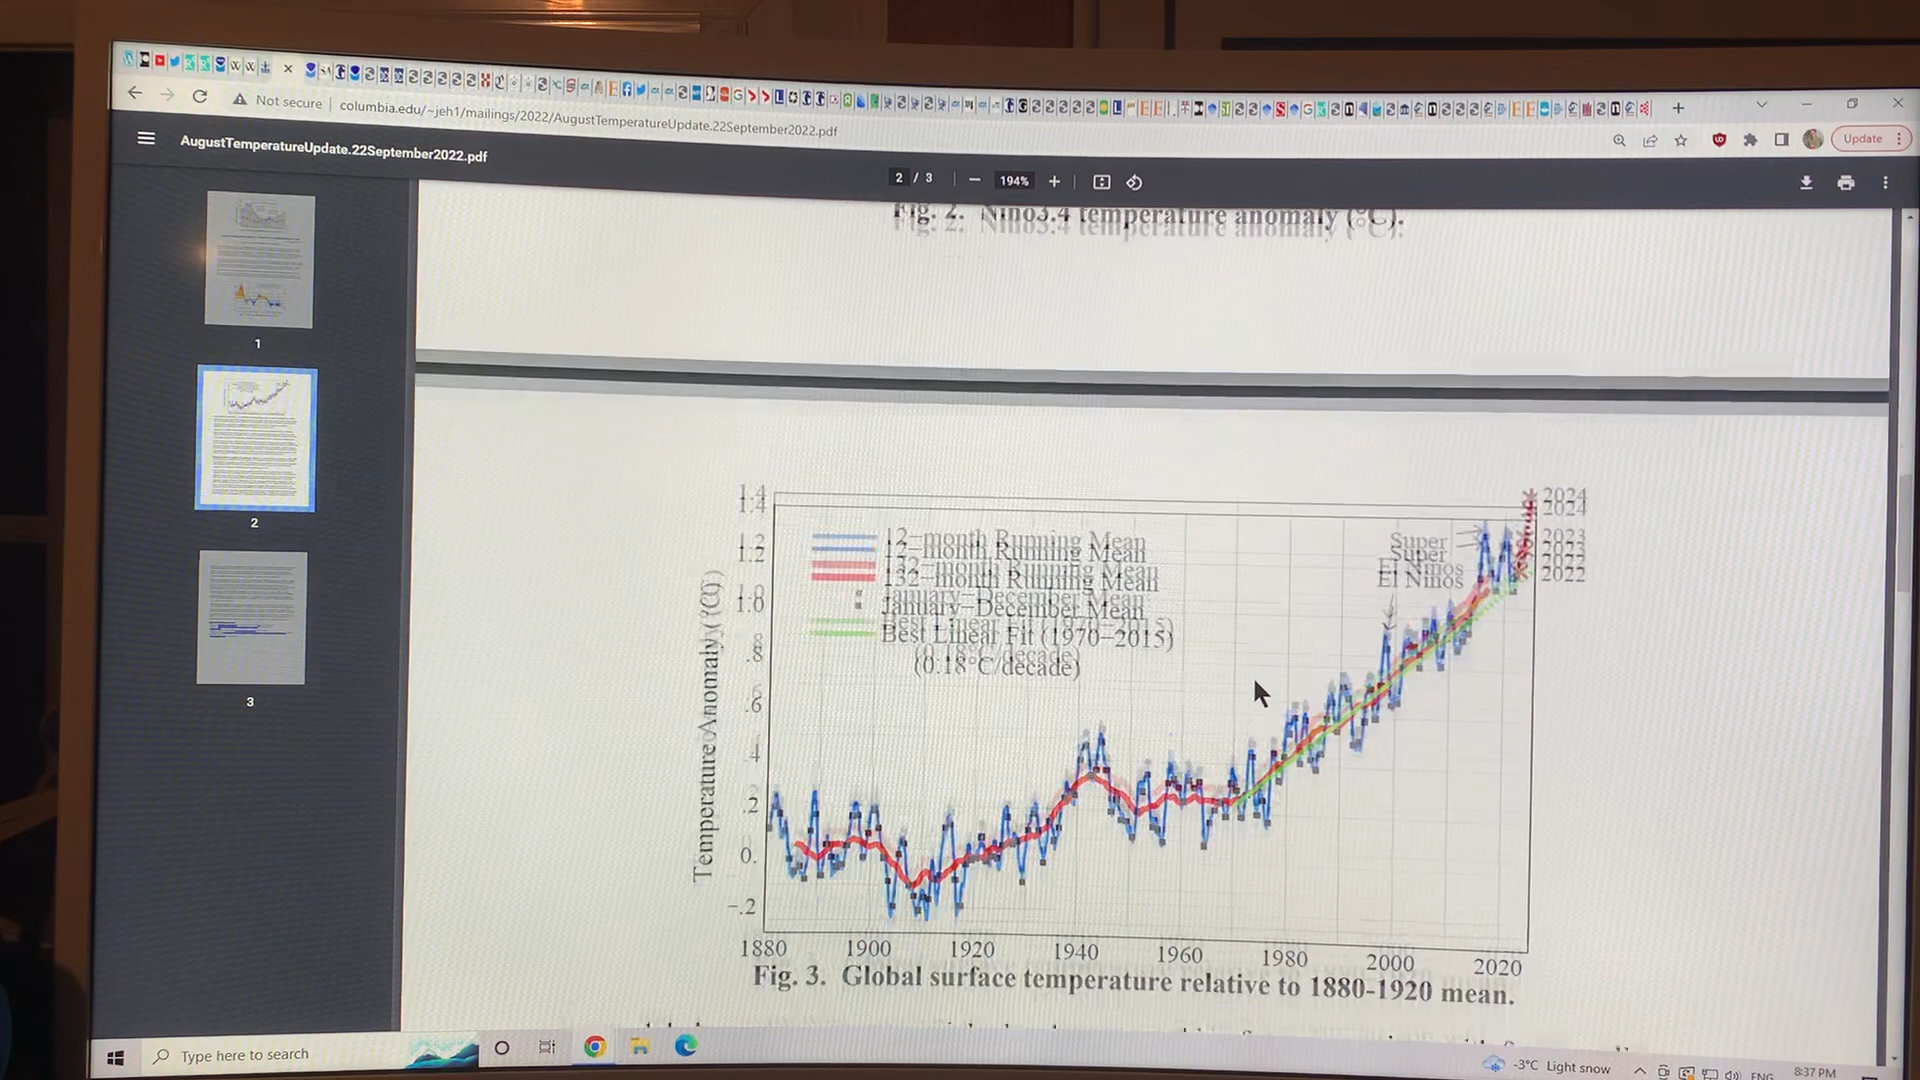 Not secure
columbia.edu/~jeh1/mailings/2022/AugustTemperatureUpdate.22September2022.pdf
Update
AugustTemperatureUpdate.22September2022.pdf
2 / 3
194%
Fig. 2. Nino3.4 temperature anomaly (°C).
1
2
3
1.4
1.2
1.0
.8
.6
.4
.2
0.
-.2
Temperature Anomaly (°C)
12-month Running Mean
132-month Running Mean
January-December Mean
Best Linear Fit (1970-2015)
(0.18°C/decade)
Super
El Ninos
2024
2023
2022
1880 1900 1920 1940 1960 1980 2000 2020
Fig. 3. Global surface temperature relative to 1880-1920 mean.
Type here to search
-3°C Light snow
ENG
8:37 PM